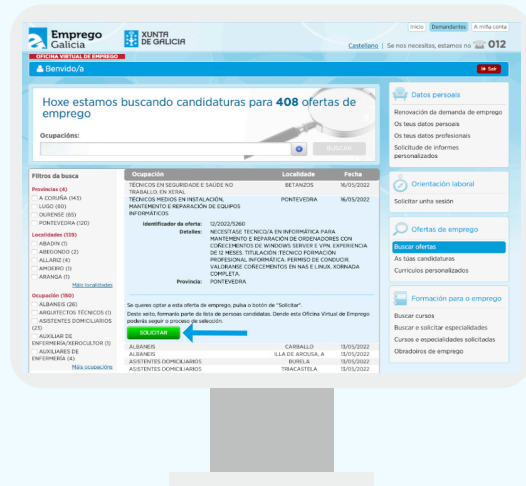 Emprego
Galicia
XUNTA
DE GALICIA
Inicio
Demandantes
A miña conta
Castellano | Se nos necesitas, estamos no 012
OFICINA VIRTUAL DE EMPREGO
Benvido/a
Sair
Hoxe estamos buscando candidaturas para 408 ofertas de
emprego
Ocupacións:
BUSCAR
Filtros da busca
Provincias (4)
A CORUÑA (143)
LUGO (80)
OURENSE (65)
PONTEVEDRA (120)
Localidades (139)
ABADIN (1)
ABEGONDO (2)
ALLARIZ (4)
AMOEIRO (1)
ARANGA (1)
Máis localidades
Ocupación (150)
ALBANEIS (26)
ARQUITECTOS TÉCNICOS (1)
ASISTENTES DOMICILIARIOS
(23)
AUXILIAR DE
ENFERMERÍA/XEROCULTOR (1)
AUXILIARES DE
ENFERMERÍA (4)
Máis ocupacións
Ocupación Localidade Fecha
TÉCNICOS EN SEGURIDADE E SAÚDE NO
TRABALLO, EN XERAL BETANZOS 16/05/2022
TÉCNICOS MEDIOS EN INSTALACIÓN,
MANTEMENTO E REPARACIÓN DE EQUIPOS
INFORMÁTICOS PONTEVEDRA 16/05/2022
Identificador da oferta: 12/2022/5260
Detalles: NECESÍTASE TECNICO/A EN INFORMÁTICA PARA
MANTEMENTO E REPARACIÓN DE ORDENADORES CON
COÑECEMENTOS DE WINDOWS SERVER E VPN. EXPERIENCIA
DE 12 MESES. TITULACIÓN: TECNICO FORMACIÓN
PROFESIONAL INFORMÁTICA. PERMISO DE CONDUCIR.
VALORANSE COÑECEMENTOS EN NAS E LINUX. XORNADA
COMPLETA.
Provincia: PONTEVEDRA
Se queres optar a esta oferta de emprego, pulsa o botón de "Solicitar".
Deste xeito, formarás parte da lista de persoas candidatas. Dende esta Oficina Virtual de Emprego
poderás seguir o proceso de selección.
SOLICITAR
ALBANEIS CARBALLO 13/05/2022
ALBANEIS ILLA DE AROUSA, A 13/05/2022
ASISTENTES DOMICILIARIOS BURELA 13/05/2022
ASISTENTES DOMICILIARIOS TRIACASTELA 13/05/2022
Datos persoais
Renovación da demanda de emprego
Os teus datos persoais
Os teus datos profesionais
Solicitude de informes
personalizados
Orientación laboral
Solicitar unha sesión
Ofertas de emprego
Buscar ofertas
As túas candidaturas
Currículos personalizados
Formación para o emprego
Buscar cursos
Buscar e solicitar especialidades
Cursos e especialidades solicitadas
Obradoiros de emprego